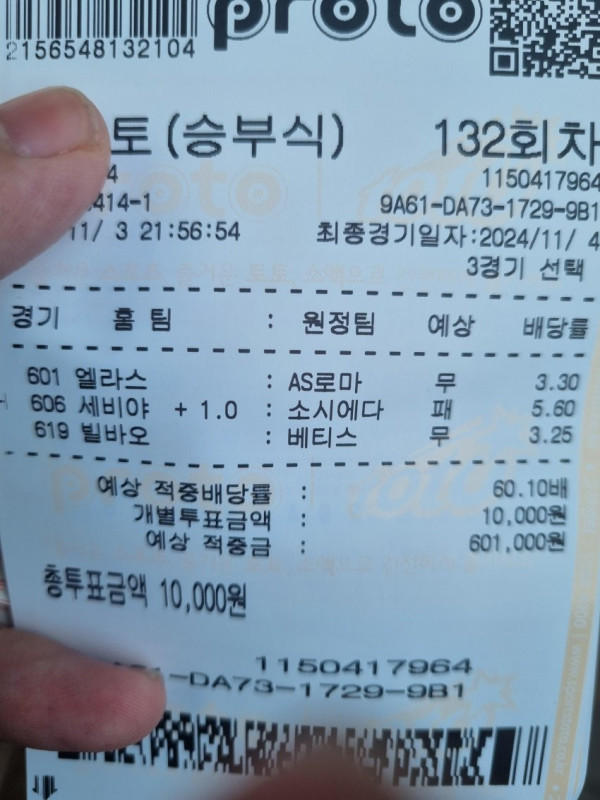 2156548132104
proto
토(승부식) 132회차
4 1150417964
414-1 9A61-DA73-1729-9B1
11/ 3 21:56:54 최종경기일자:2024/11/ 4
3경기 선택
경기 홈 팀 : 원정팀 예상 배당률
601 엘라스 : AS로마 무 3.30
606 세비야 + 1.0 : 소시에다 패 5.60
619 빌바오 : 베티스 무 3.25
예상 적중배당률 : 60.10배
개별투표금액 : 10,000원
예상 적중금 : 601,000원
총투표금액 10,000원
1150417964
-DA73-1729-9B1